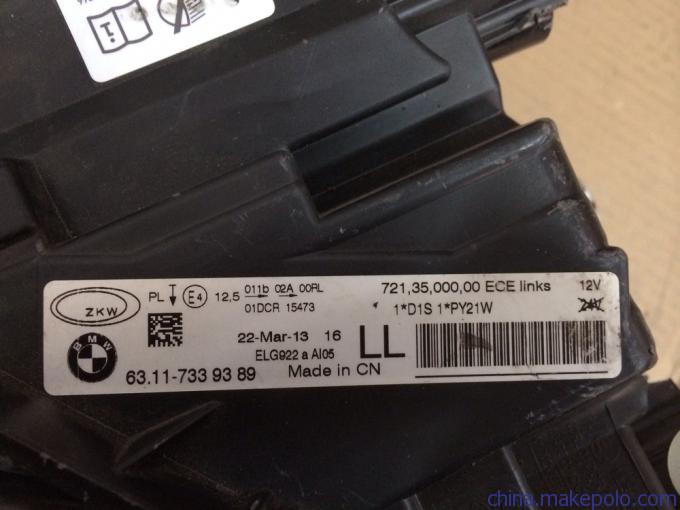 ZKW
PL T E4 12,5 011b 02A 00RL
01DCR 15473
721,35,000,00 ECE links 12V
1*D1S 1*PY21W 24V
22-Mar-13 16
ELG922 a AI05
LL
BMW
63.11-733 93 89 Made in CN
china.makepolo.com